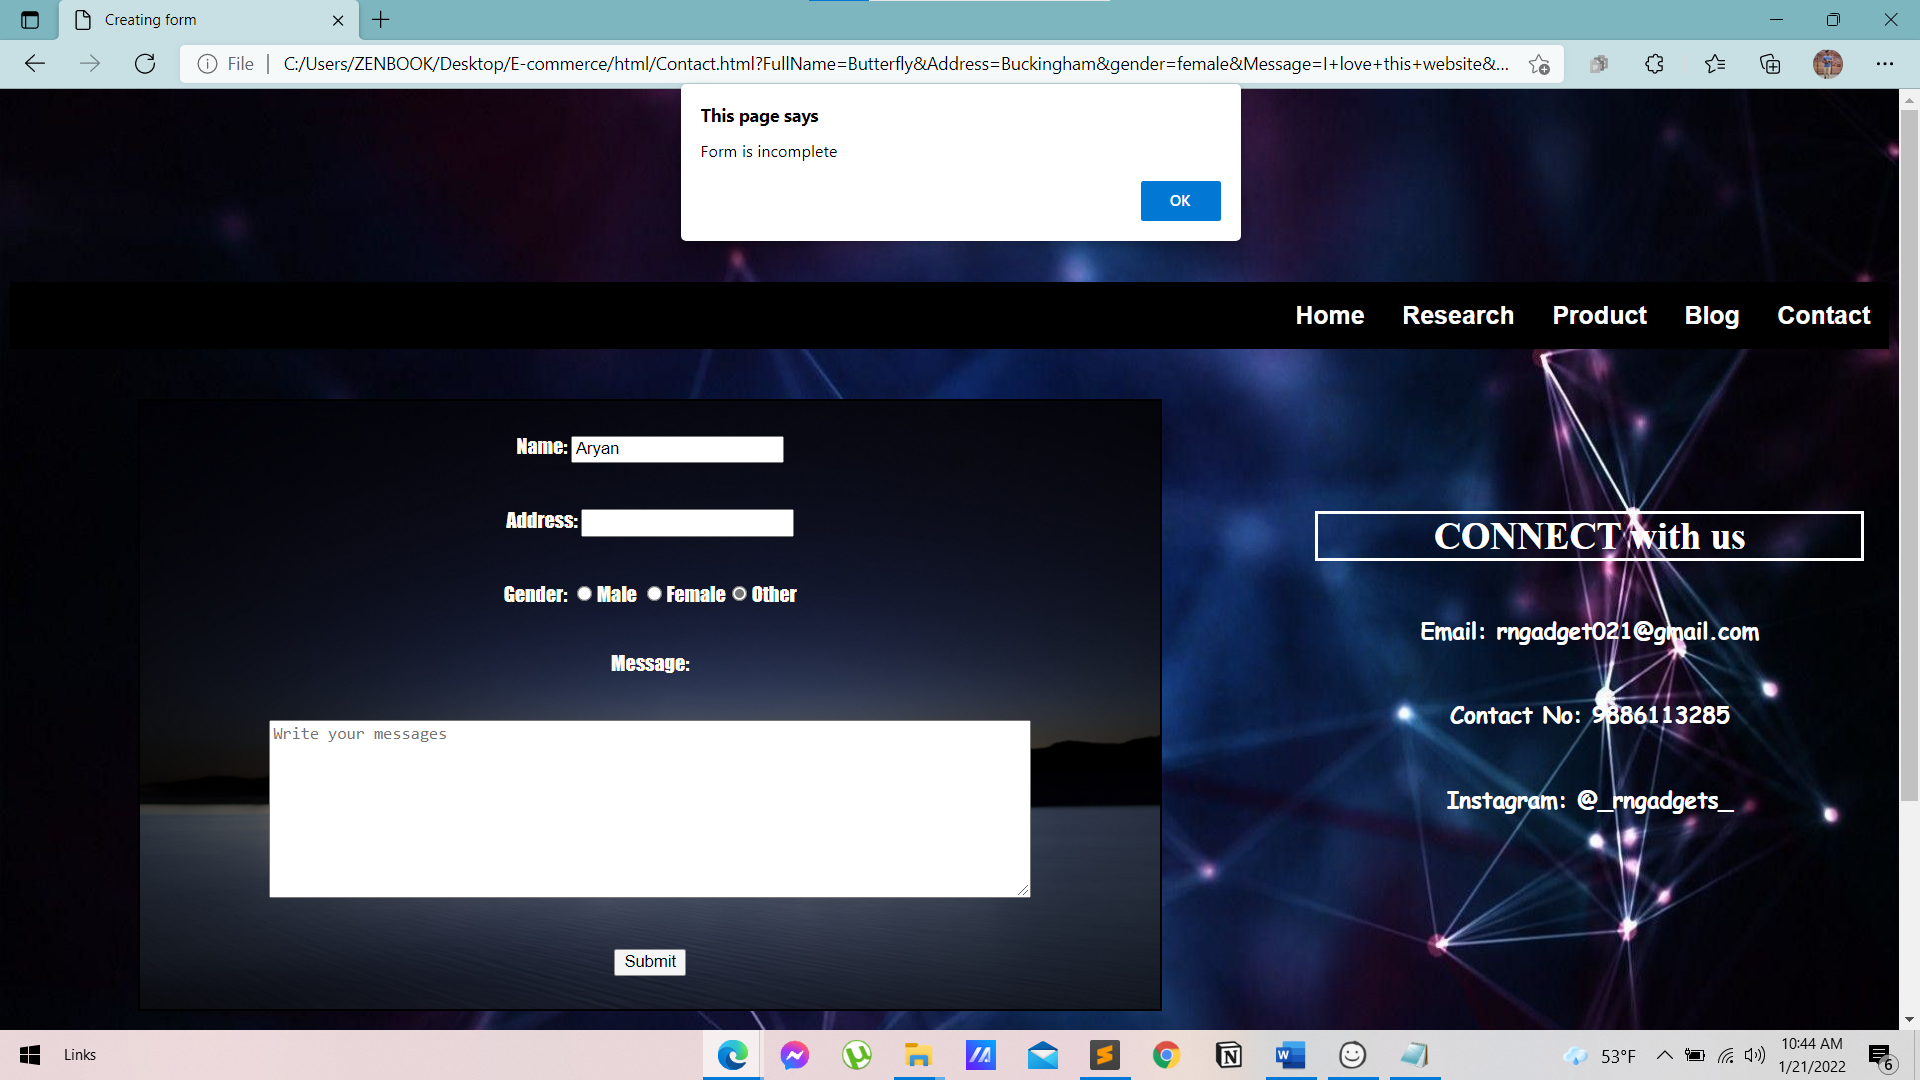 Creating form
File
C:/Users/ZENBOOK/Desktop/E-commerce/html/Contact.html?FullName=Butterfly&Address=Buckingham&gender=female&Message=I+love+this+website&...
This page says
Form is incomplete
OK
Home Research Product Blog Contact
Name: Aryan
Address:
Gender: Male Female Other
Message:
Write your messages
Submit
CONNECT with us
Email: rngadget021@gmail.com
Contact No: 9886113285
Instagram: @_rngadgets_
Links
53°F
10:44 AM
1/21/2022
6